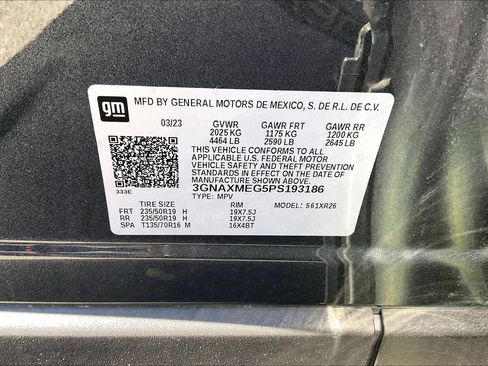 gm
MFD BY GENERAL MOTORS DE MEXICO, S. DE R.L. DE C.V.
03/23 GVWR GAWR FRT GAWR RR
2025 KG 1175 KG 1200 KG
4464 LB 2590 LB 2645 LB
THIS VEHICLE CONFORMS TO ALL
APPLICABLE U.S. FEDERAL MOTOR
VEHICLE SAFETY AND THEFT PREVENTION
STANDARDS IN EFFECT ON THE DATE OF
MANUFACTURE SHOWN ABOVE.
333E 3GNAXMEG5PS193186
TYPE: MPV
TIRE SIZE RIM MODEL: 561XR26
FRT 235/50R19 H 19X7.5J
RR 235/50R19 H 19X7.5J
SPA T135/70R16 M 16X4BT